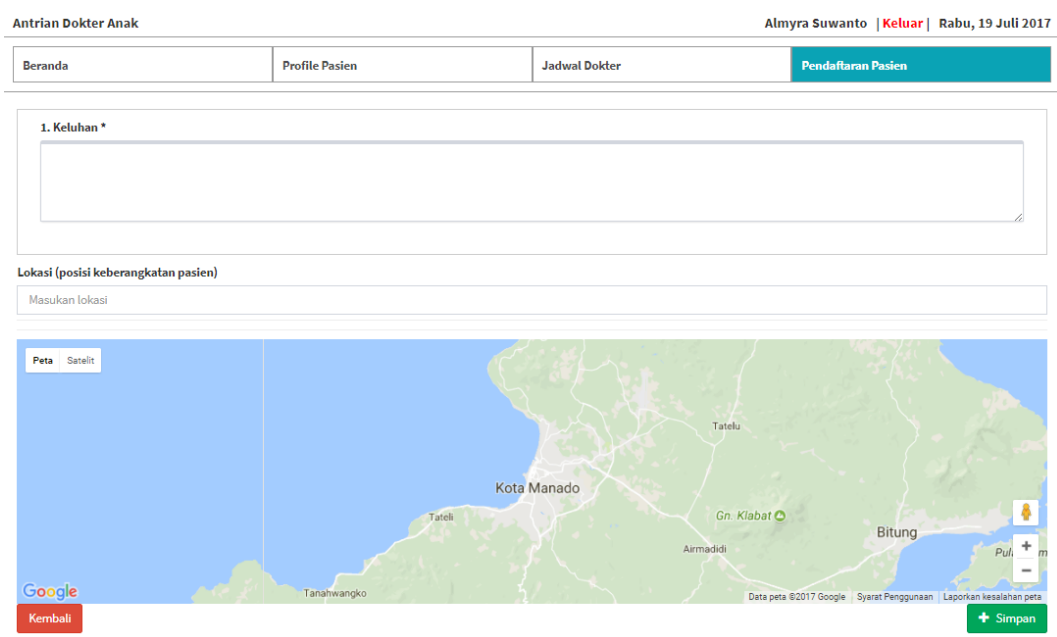 Antrian Dokter Anak
Almyra Suwanto | Keluar | Rabu, 19 Juli 2017
Beranda
Profile Pasien
Jadwal Dokter
Pendaftaran Pasien
1. Keluhan *
Lokasi (posisi keberangkatan pasien)
Masukan lokasi
Peta Satelit
Tatelu
Kota Manado
Tateli
Gn. Klabat
Bitung
Airmadidi
Tanahwangko
Google
Data peta ©2017 Google Syarat Penggunaan Laporkan kesalahan peta
Kembali
+ Simpan